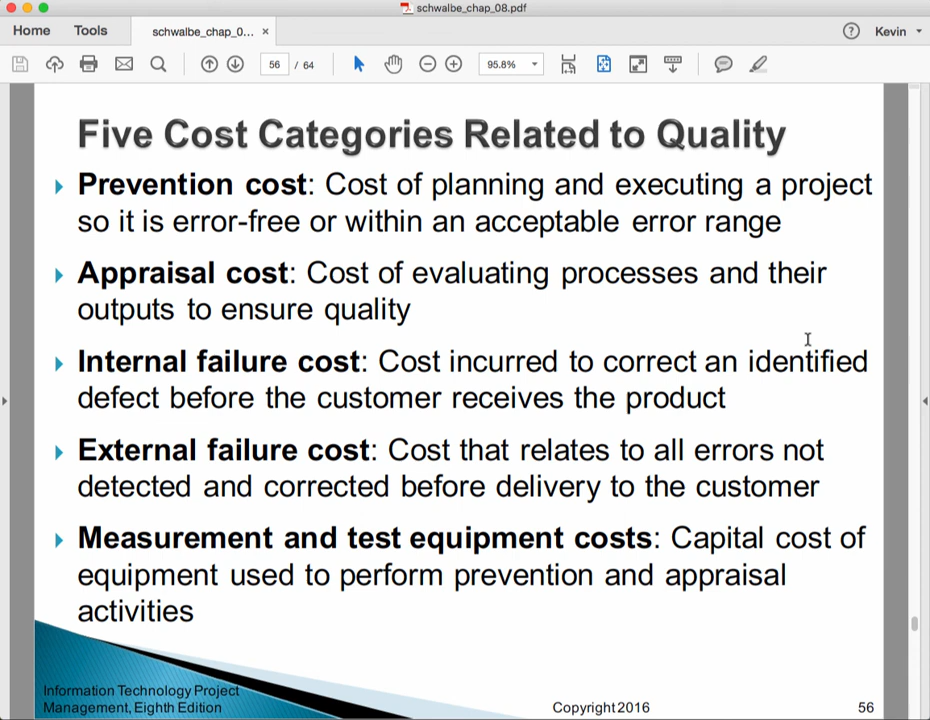 schwalbe_chap_08.pdf
Home Tools schwalbe_chap_0... × ? Kevin
56 / 64 95.8%
Five Cost Categories Related to Quality
Prevention cost: Cost of planning and executing a project
so it is error-free or within an acceptable error range
Appraisal cost: Cost of evaluating processes and their
outputs to ensure quality
Internal failure cost: Cost incurred to correct an identified
defect before the customer receives the product
External failure cost: Cost that relates to all errors not
detected and corrected before delivery to the customer
Measurement and test equipment costs: Capital cost of
equipment used to perform prevention and appraisal
activities
Information Technology Project
Management, Eighth Edition Copyright 2016 56